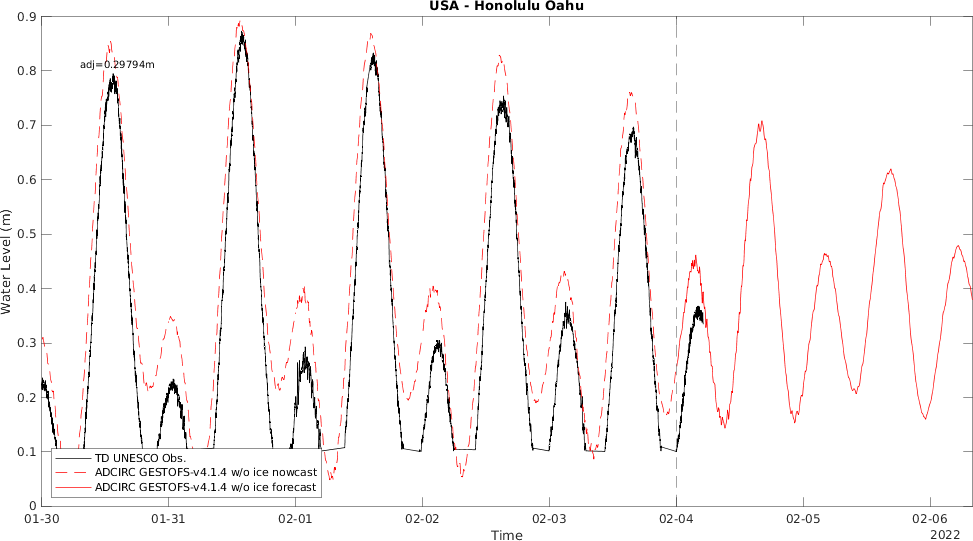 USA - Honolulu Oahu
adj=0.29794m
Water Level (m)
0.9
0.8
0.7
0.6
0.5
0.4
0.3
0.2
0.1
0
TD UNESCO Obs.
ADCIRC GESTOFS-v4.1.4 w/o ice nowcast
ADCIRC GESTOFS-v4.1.4 w/o ice forecast
01-30 01-31 02-01 02-02 02-03 02-04 02-05 02-06
Time
2022